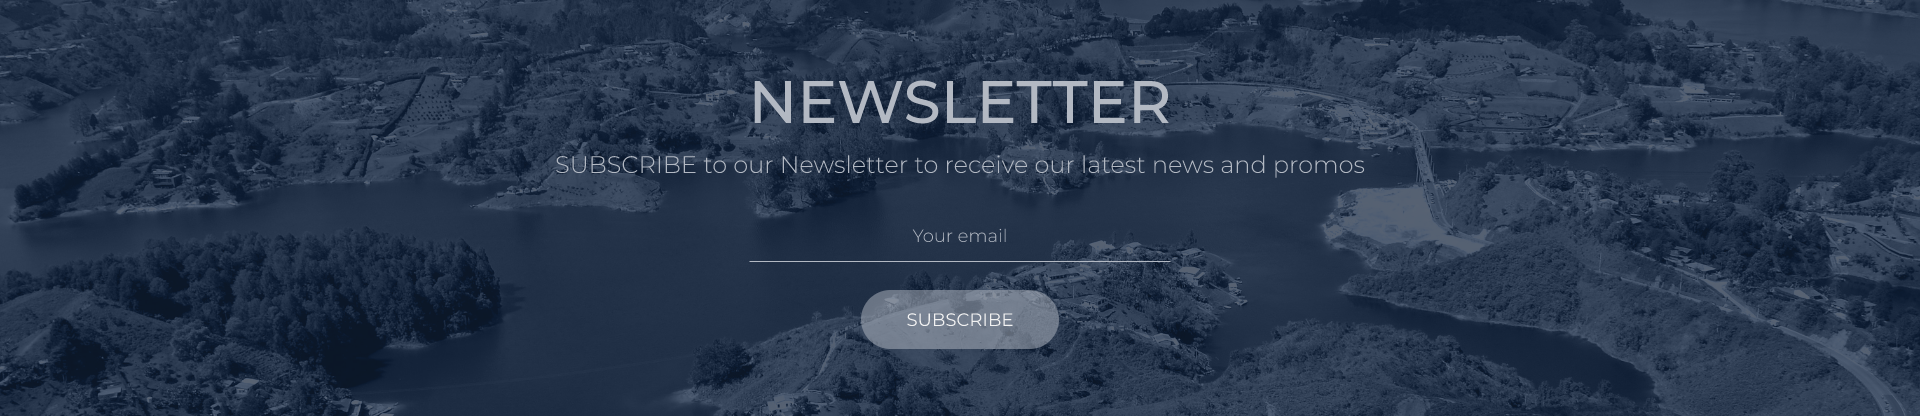 NEWSLETTER
SUBSCRIBE to our Newsletter to receive our latest news and promos
Your email
SUBSCRIBE